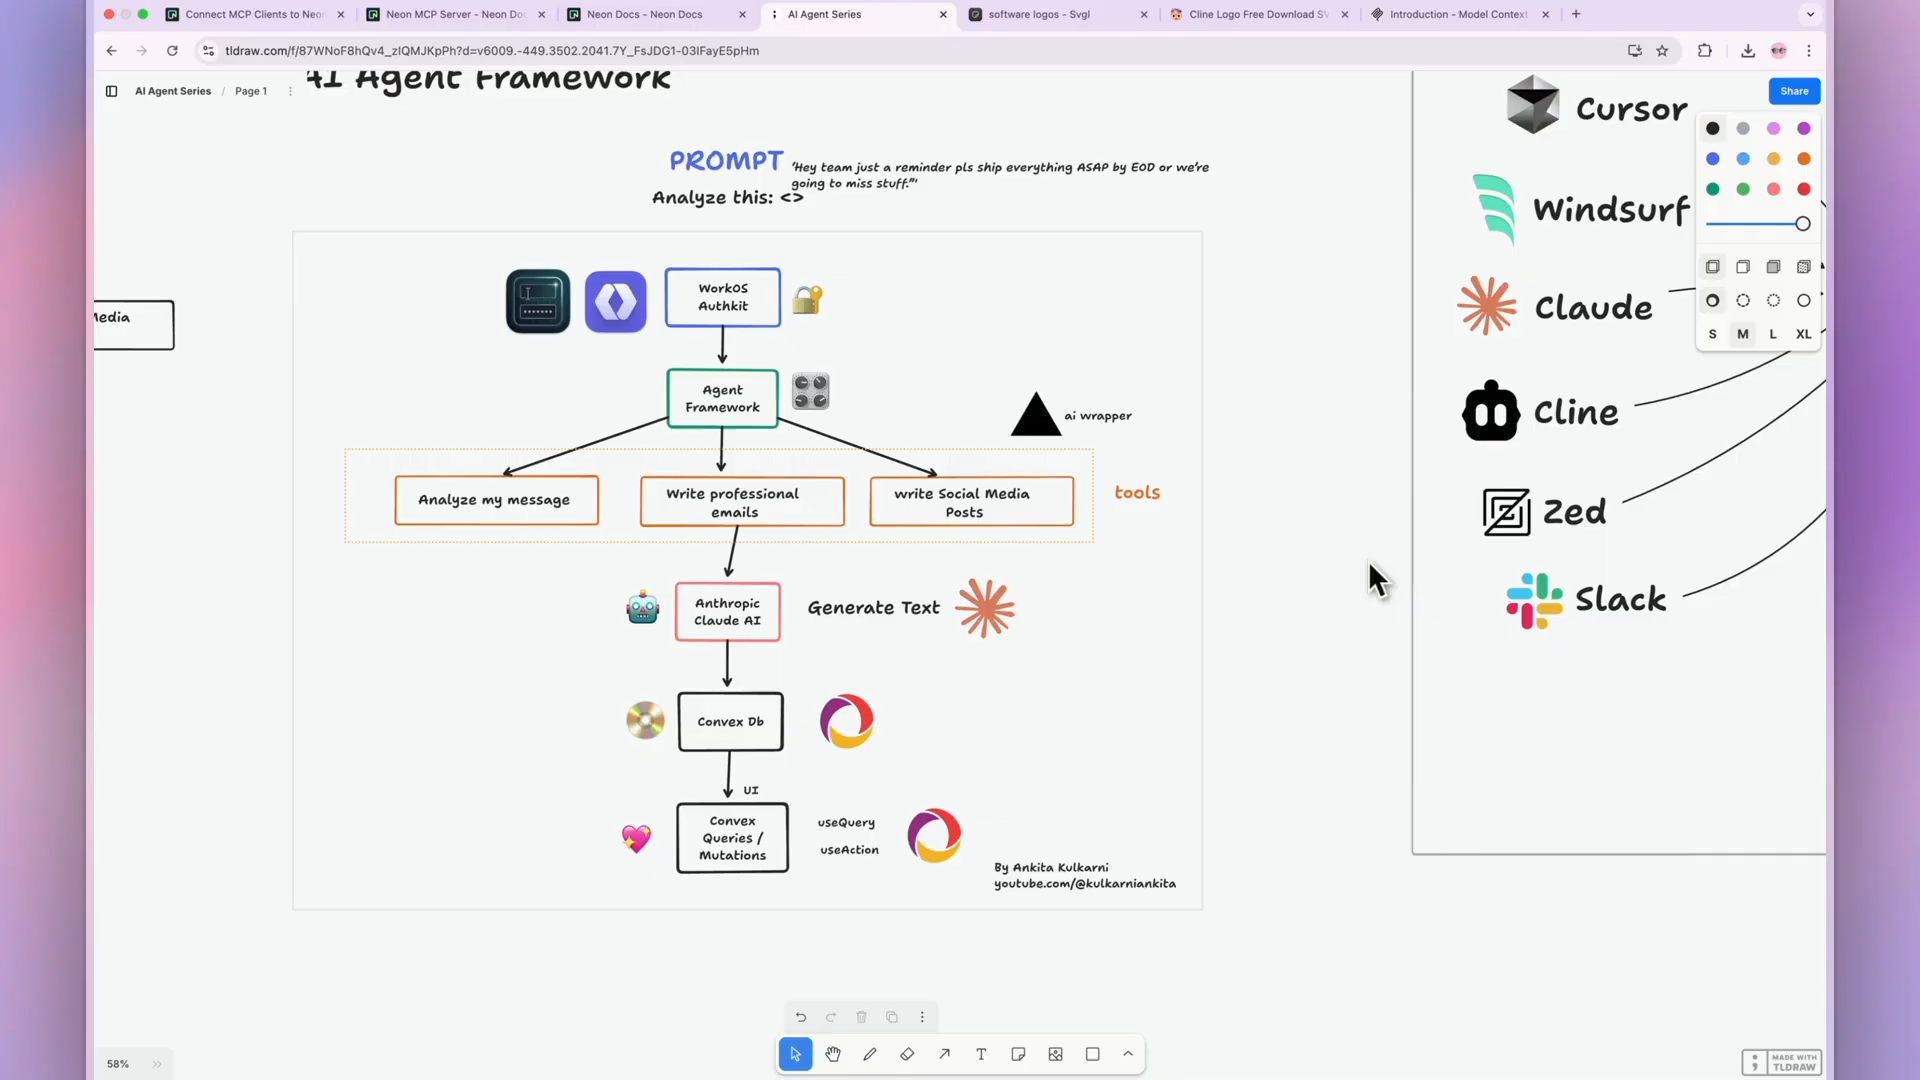 Connect MCP Clients to Neon
Neon MCP Server - Neon Doc
Neon Docs - Neon Docs
AI Agent Series
software logos - Svgl
Cline Logo Free Download SV
Introduction - Model Context
tldraw.com/f/87WNoF8hQv4_zIQMJKpPh?d=v6009.-449.3502.2041.7Y_FsJDG1-03IFayE5pHm
AI Agent Series / Page 1
AI Agent Framework
Share
PROMPT
"Hey team just a reminder pls ship everything ASAP by EOD or we're
going to miss stuff."'
Analyze this: <>
WorkOS
Authkit
Agent
Framework
ai wrapper
Analyze my message
Write professional
emails
write Social Media
Posts
tools
Anthropic
Claude AI
Generate Text
Convex Db
UI
Convex
Queries /
Mutations
useQuery
useAction
By Ankita Kulkarni
youtube.com/@kulkarniankita
Media
Cursor
Windsurf
Claude
Cline
Zed
Slack
S M L XL
58%
MADE WITH
TLDRAW